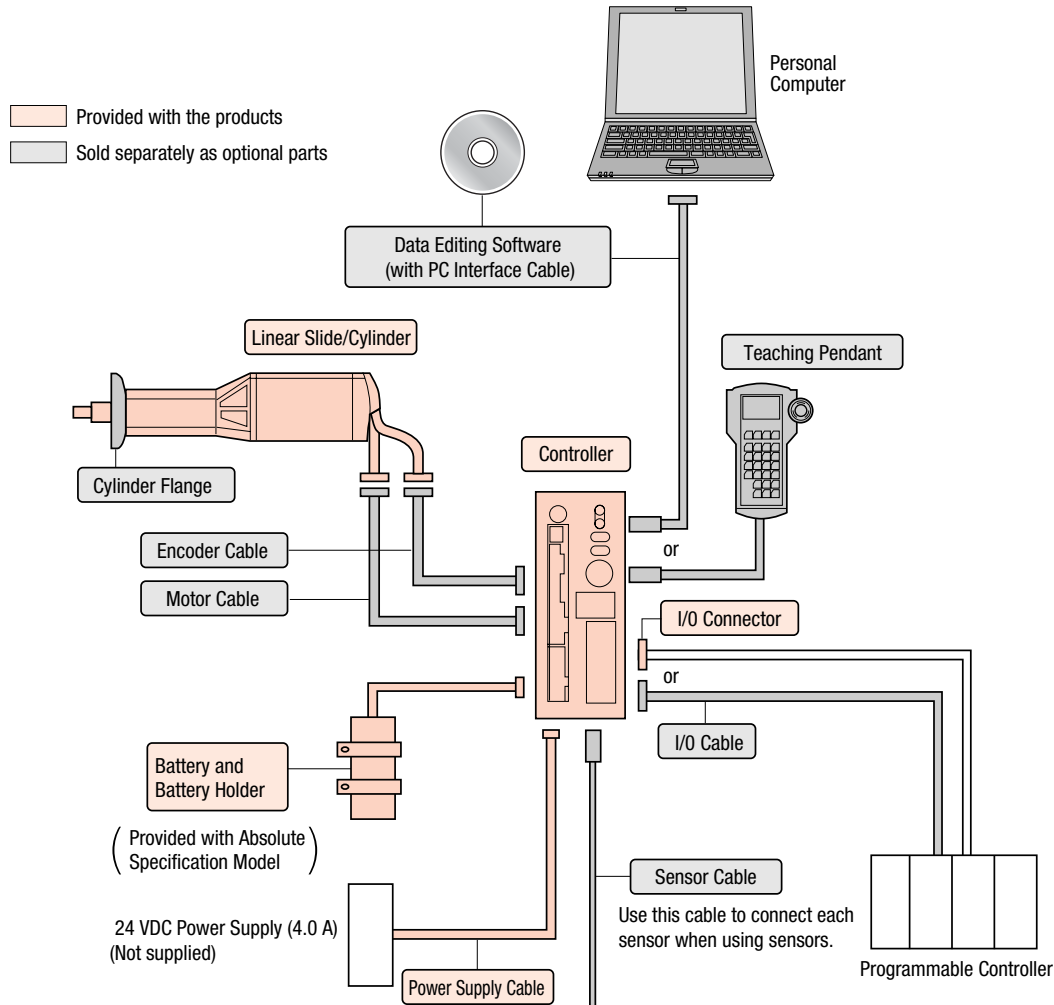 Personal
Computer
Provided with the products
Sold separately as optional parts
Data Editing Software
(with PC Interface Cable)
Linear Slide/Cylinder
Teaching Pendant
Controller
Cylinder Flange
or
Encoder Cable
Motor Cable
I/0 Connector
or
I/0 Cable
Battery and
Battery Holder
(Provided with Absolute
Specification Model)
Sensor Cable
Use this cable to connect each
sensor when using sensors.
24 VDC Power Supply (4.0 A)
(Not supplied)
Programmable Controller
Power Supply Cable